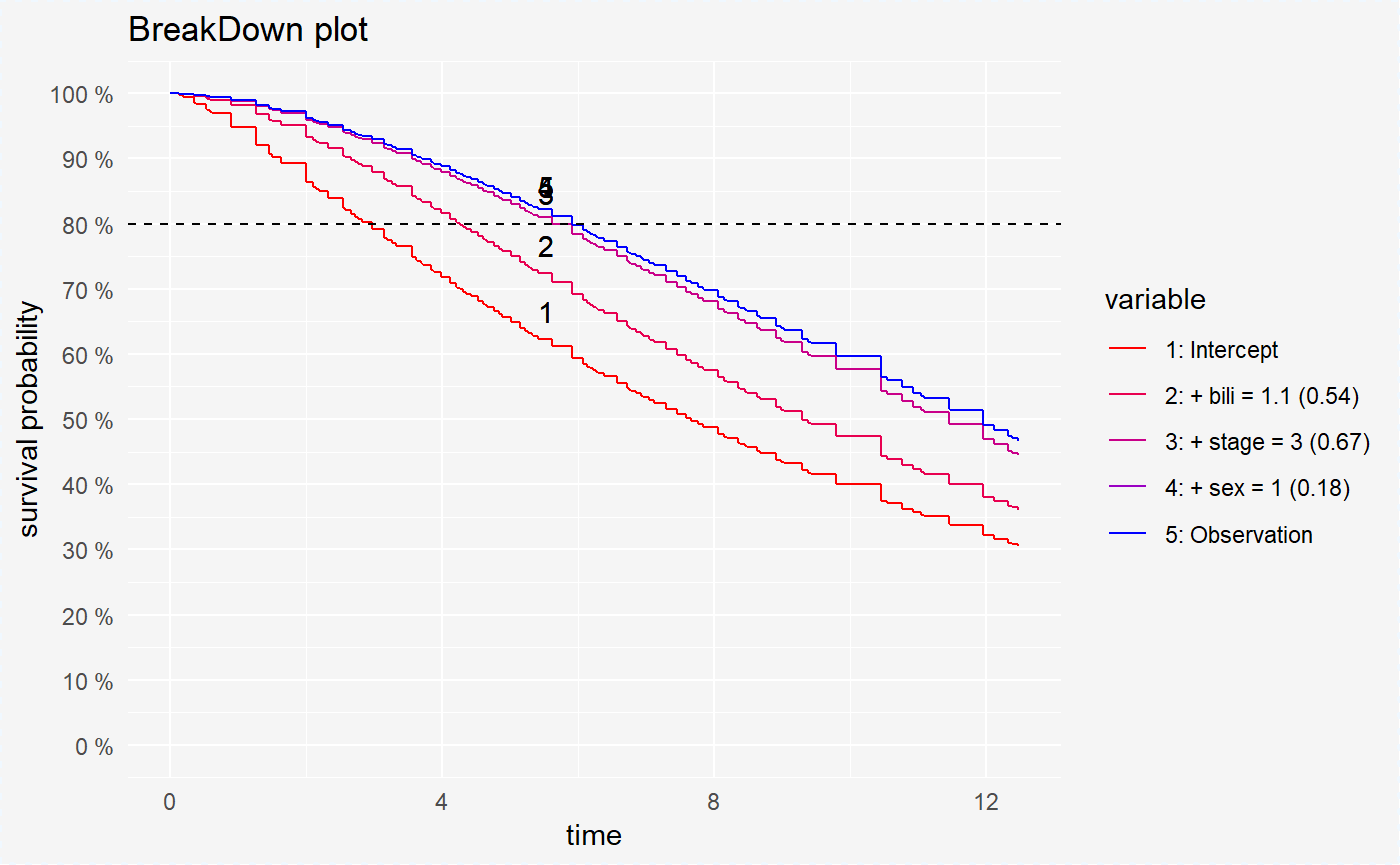 BreakDown plot
100 %
90 %
80 %
70 %
60 %
50 %
40 %
30 %
20 %
10 %
0 %
survival probability
5
4
3
2
1
0 4 8 12
time
variable
1: Intercept
2: + bili = 1.1 (0.54)
3: + stage = 3 (0.67)
4: + sex = 1 (0.18)
5: Observation